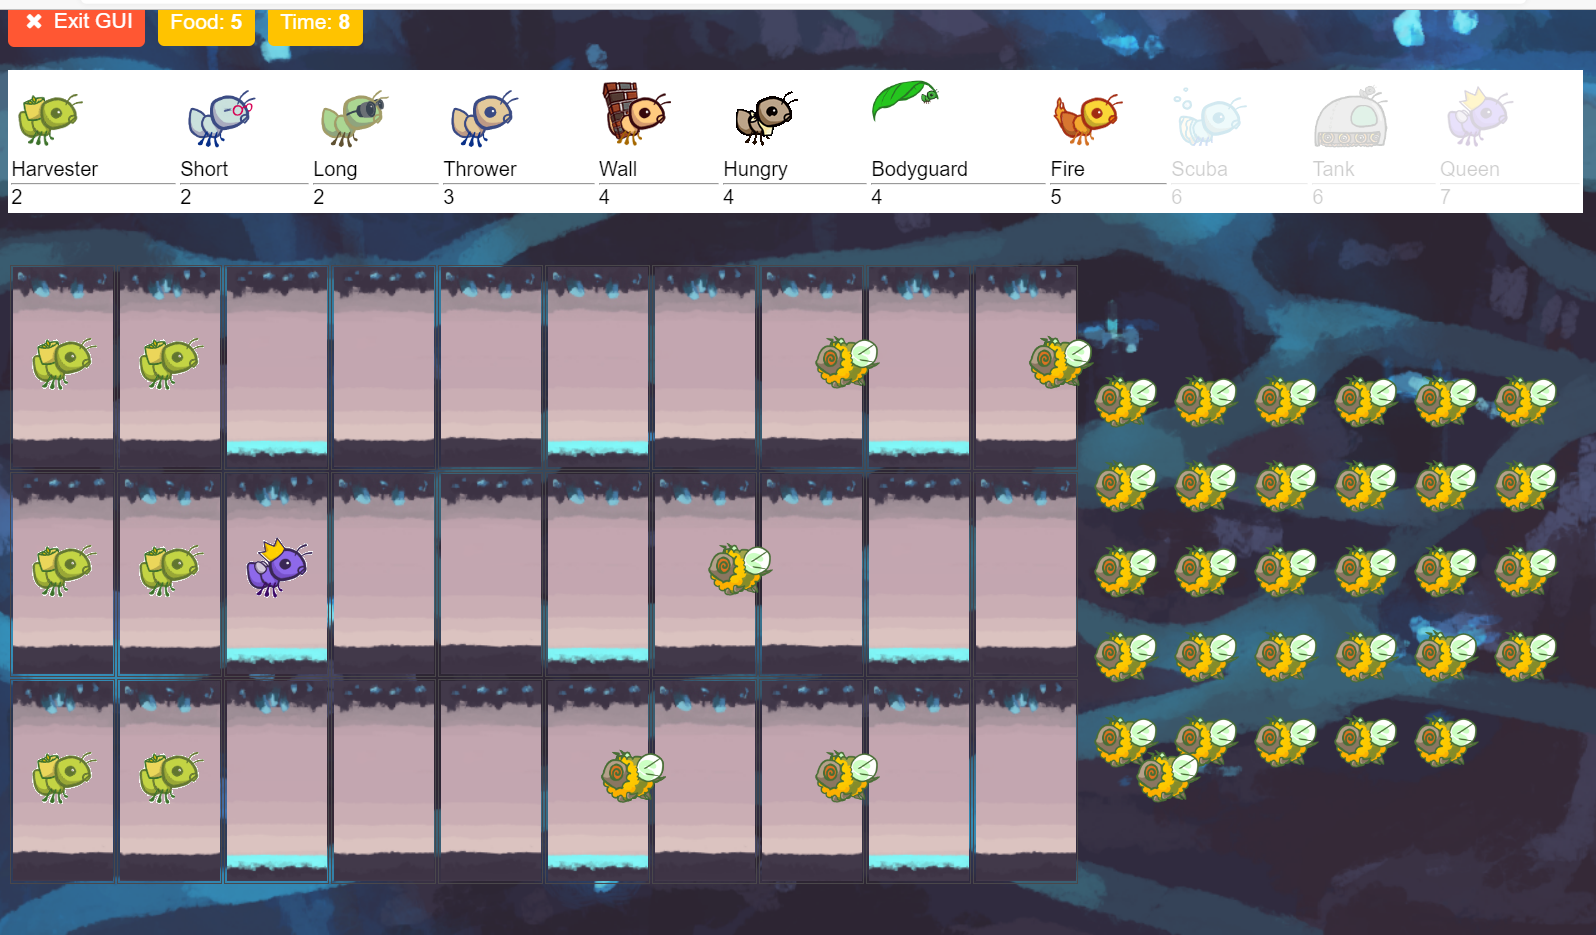 ✖ Exit GUI Food: 5 Time: 8
Harvester Short Long Thrower Wall Hungry Bodyguard Fire Scuba Tank Queen
2 2 2 3 4 4 4 5 6 6 7